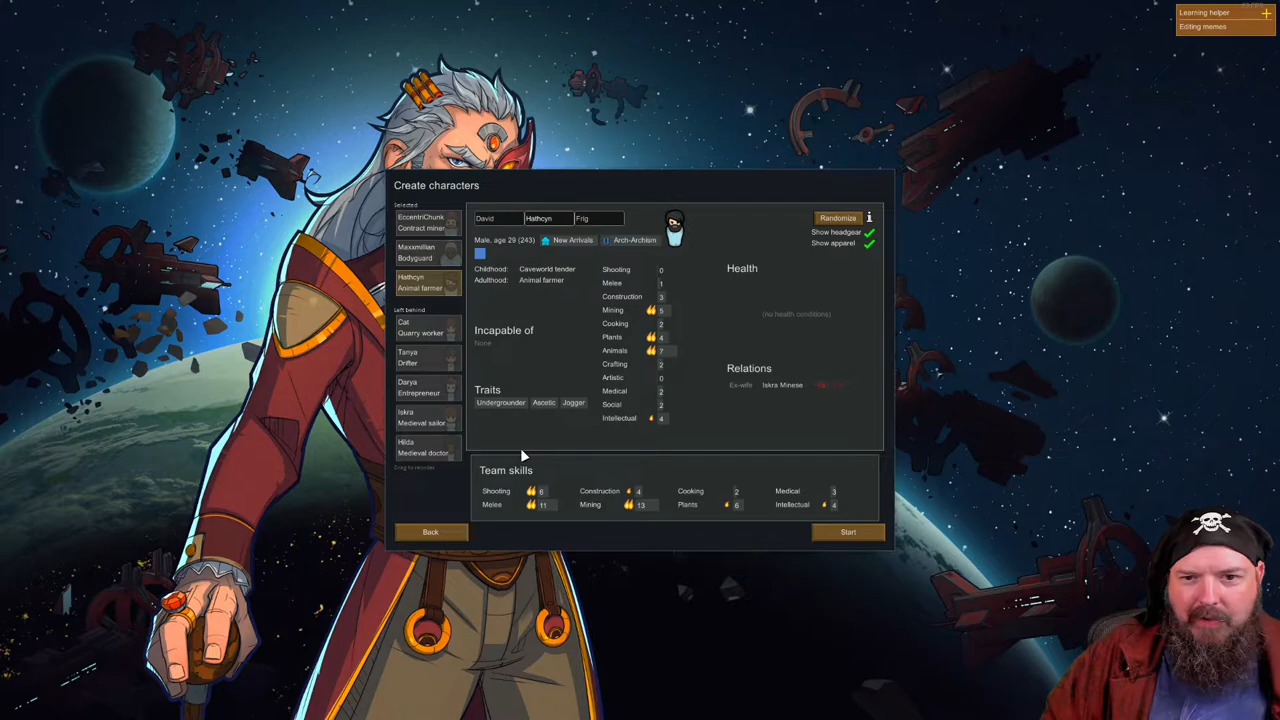 Learning helper
Editing memes
Create characters
Selected
EccentriChunk
Contract miner
Maxxmillian
Bodyguard
Hathcyn
Animal farmer
Left behind
Cat
Quarry worker
Tanya
Drifter
Darya
Entrepreneur
Iskra
Medieval sailor
Hilda
Medieval doctor
Drag to reorder
David Hathcyn Frig
Randomize
Show headgear
Show apparel
Male, age 29 (243) New Arrivals Arch-Archism
Childhood: Caveworld tender
Adulthood: Animal farmer
Incapable of
None
Traits
Undergrounder Ascetic Jogger
Shooting 0
Melee 1
Construction 3
Mining 5
Cooking 2
Plants 4
Animals 7
Crafting 2
Artistic 0
Medical 2
Social 2
Intellectual 4
Health
(no health conditions)
Relations
Ex-wife Iskra Minese
Team skills
Shooting 6 Construction 4 Cooking 2 Medical 3
Melee 11 Mining 13 Plants 6 Intellectual 4
Back
Start